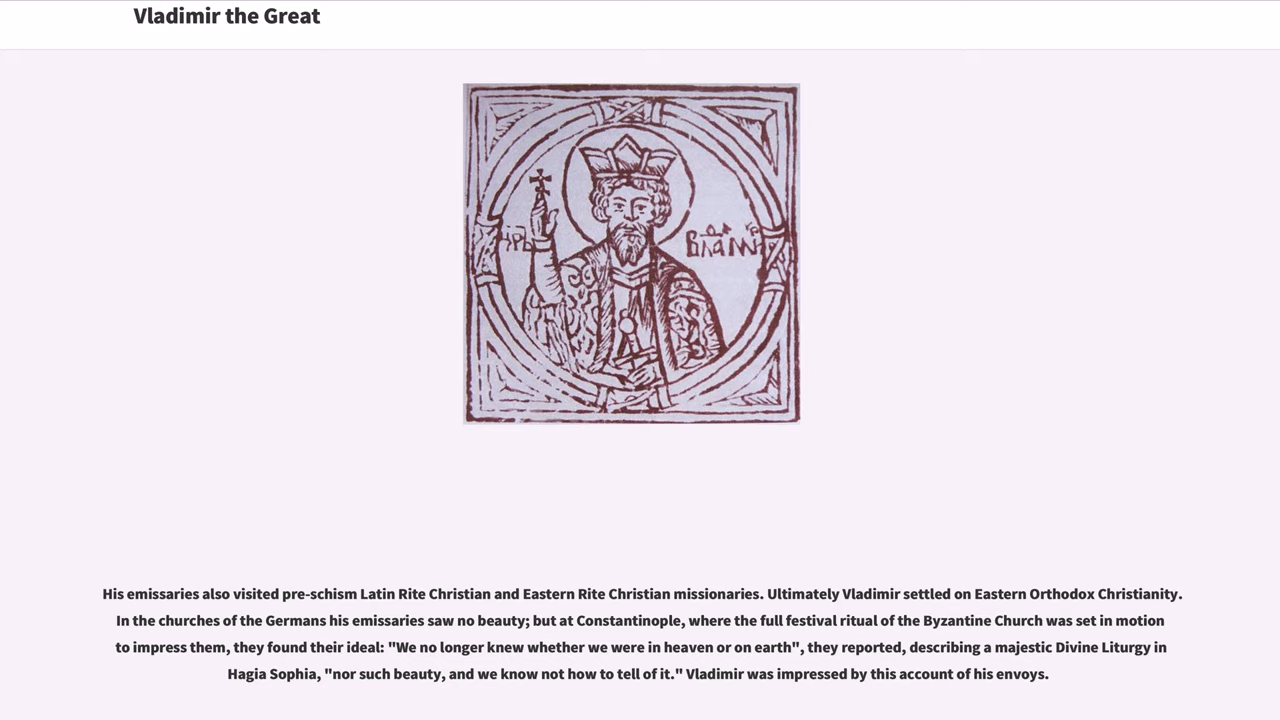 Vladimir the Great
His emissaries also visited pre-schism Latin Rite Christian and Eastern Rite Christian missionaries. Ultimately Vladimir settled on Eastern Orthodox Christianity.
In the churches of the Germans his emissaries saw no beauty; but at Constantinople, where the full festival ritual of the Byzantine Church was set in motion
to impress them, they found their ideal: "We no longer knew whether we were in heaven or on earth", they reported, describing a majestic Divine Liturgy in
Hagia Sophia, "nor such beauty, and we know not how to tell of it." Vladimir was impressed by this account of his envoys.